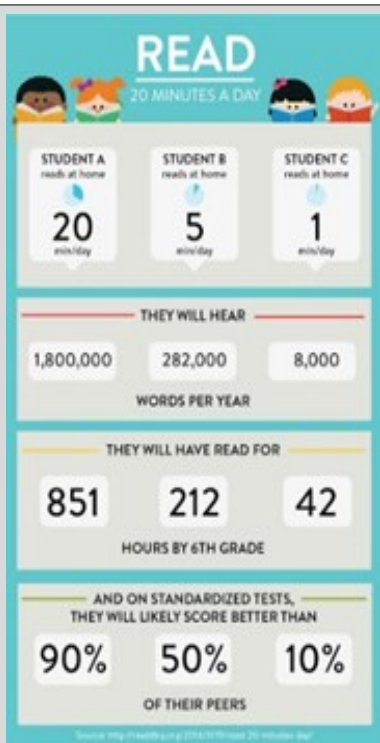 READ
20 MINUTES A DAY
STUDENT A STUDENT B STUDENT C
reads at home reads at home reads at home
20 5 1
min/day min/day min/day
THEY WILL HEAR
1,800,000 282,000 8,000
WORDS PER YEAR
THEY WILL HAVE READ FOR
851 212 42
HOURS BY 6TH GRADE
AND ON STANDARDIZED TESTS,
THEY WILL LIKELY SCORE BETTER THAN
90% 50% 10%
OF THEIR PEERS
Source: